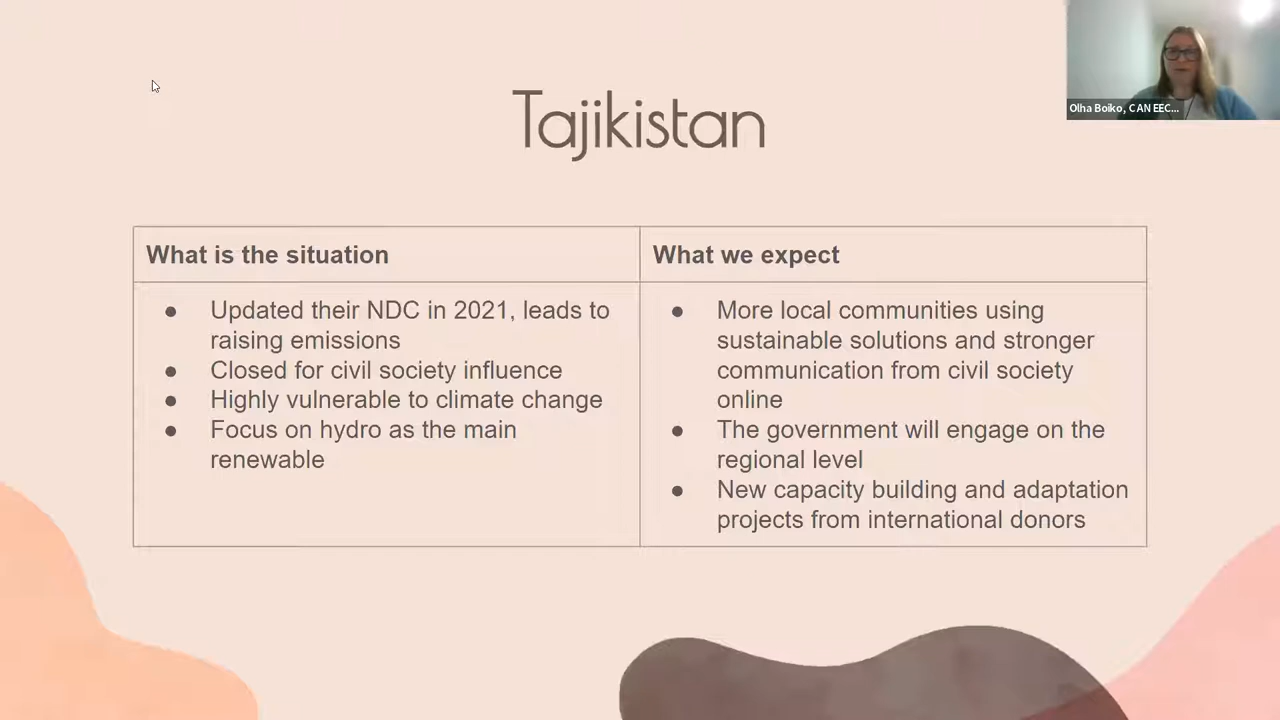 Olha Boiko, CAN EEC...
Tajikistan
What is the situation
What we expect
● Updated their NDC in 2021, leads to
raising emissions
● Closed for civil society influence
● Highly vulnerable to climate change
● Focus on hydro as the main
renewable
● More local communities using
sustainable solutions and stronger
communication from civil society
online
● The government will engage on the
regional level
● New capacity building and adaptation
projects from international donors